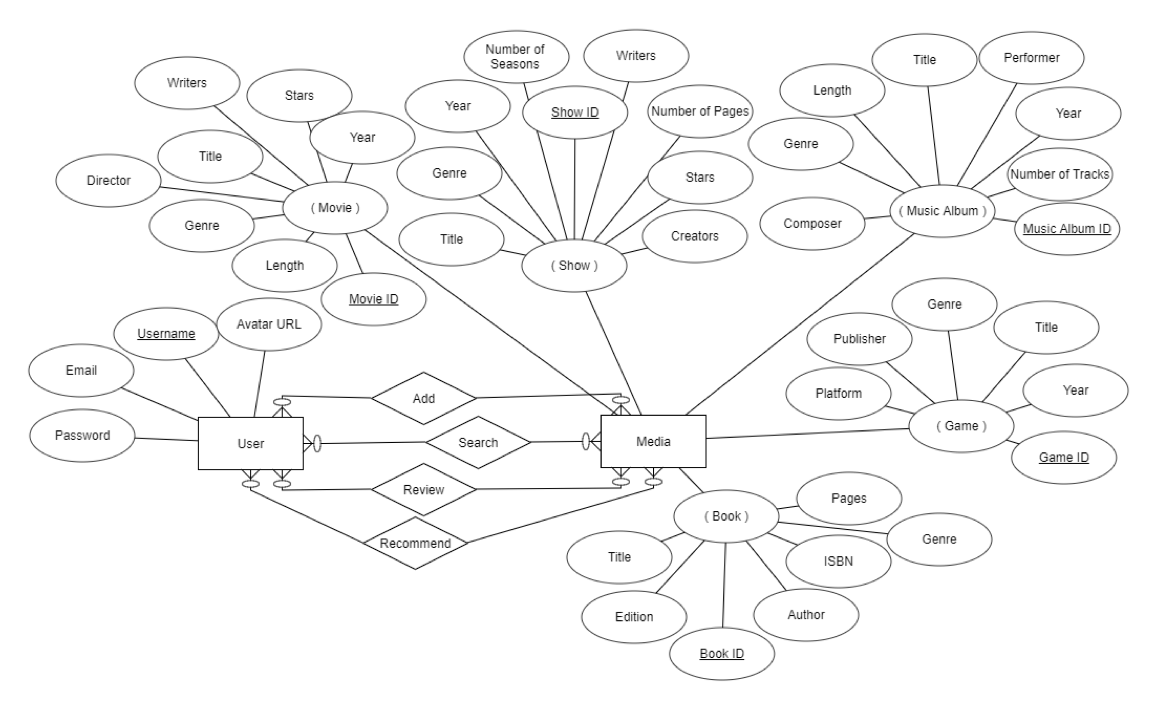 Number of
Seasons
Writers
Title
Performer
Writers
Stars
Year
Show ID
Number of Pages
Length
Year
Title
Year
Genre
Genre
Director
Genre
Stars
Number of Tracks
( Movie )
( Music Album )
Genre
Title
Creators
Composer
Music Album ID
Length
( Show )
Movie ID
Username
Avatar URL
Genre
Title
Publisher
Email
Platform
Year
Add
( Game )
Password
User
Search
Media
Game ID
Review
Pages
( Book )
Recommend
Genre
Title
ISBN
Edition
Author
Book ID